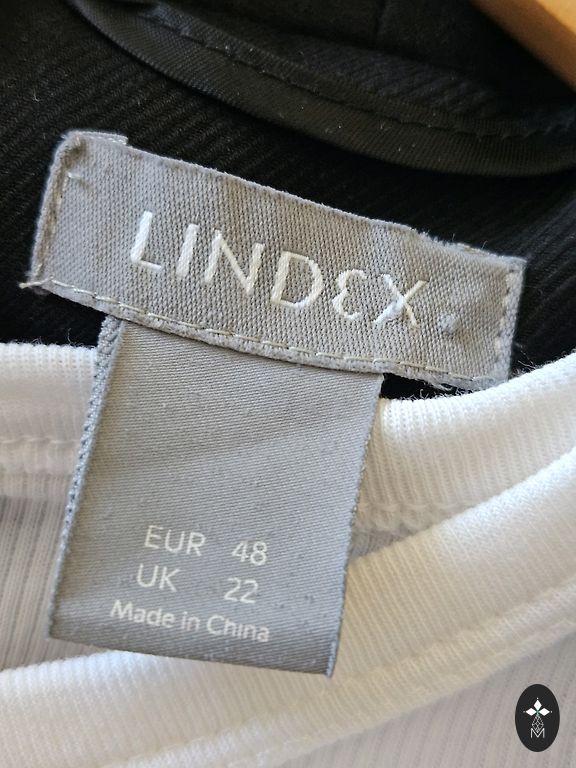 LINDEX
EUR 48
UK 22
Made in China